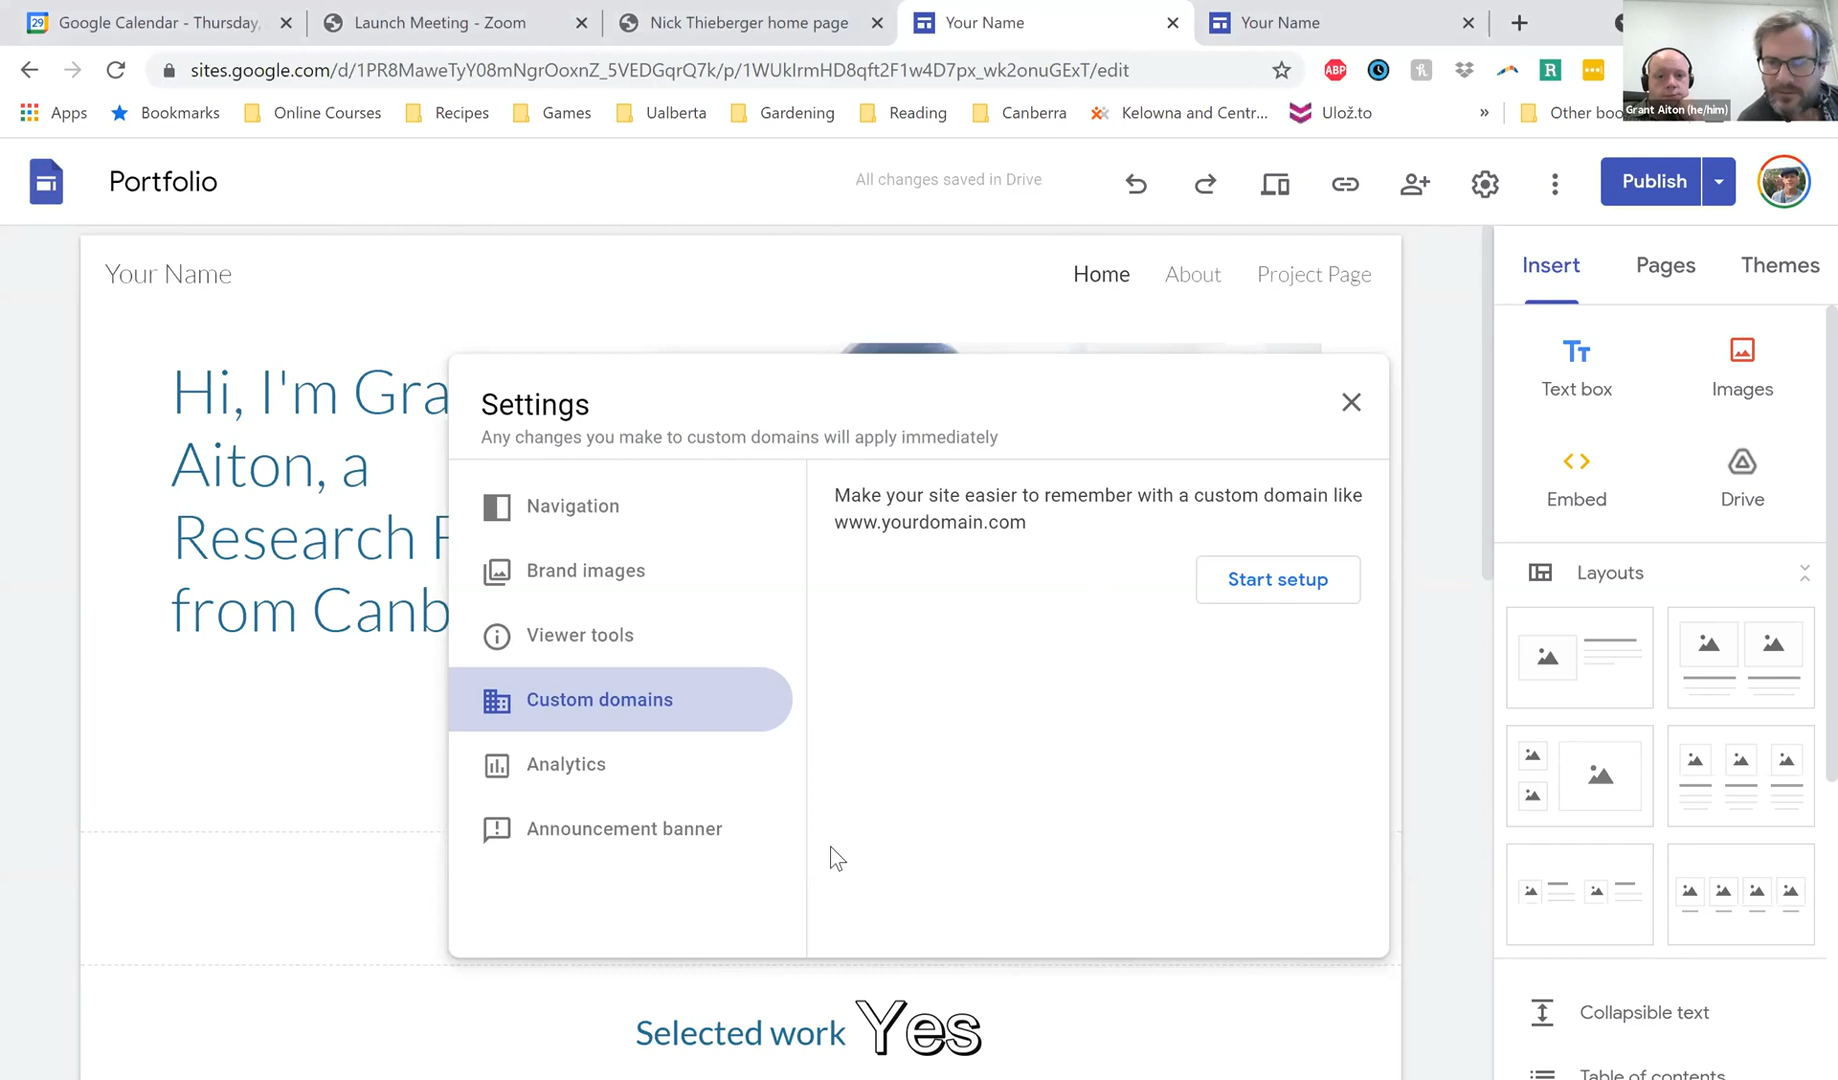 29 Google Calendar - Thursday,
Launch Meeting - Zoom
Nick Thieberger home page
Your Name
Your Name
sites.google.com/d/1PR8MaweTyY08mNgrOoxnZ_5VEDGqrQ7k/p/1WUkIrmHD8qft2F1w4D7px_wk2onuGExT/edit
ABP
R
Apps
Bookmarks
Online Courses
Recipes
Games
Ualberta
Gardening
Reading
Canberra
Kelowna and Centr...
Ulož.to
»
Other boo
Grant Aiton (he/him)
Portfolio
All changes saved in Drive
Publish
Your Name
Home
About
Project Page
Insert
Pages
Themes
Hi, I'm Gra
Aiton, a
Research F
from Canb
Settings
Any changes you make to custom domains will apply immediately
Navigation
Brand images
Viewer tools
Custom domains
Analytics
Announcement banner
Make your site easier to remember with a custom domain like
www.yourdomain.com
Start setup
Tt
Text box
Images
Embed
Drive
Layouts
Collapsible text
Table of contents
Selected work Yes